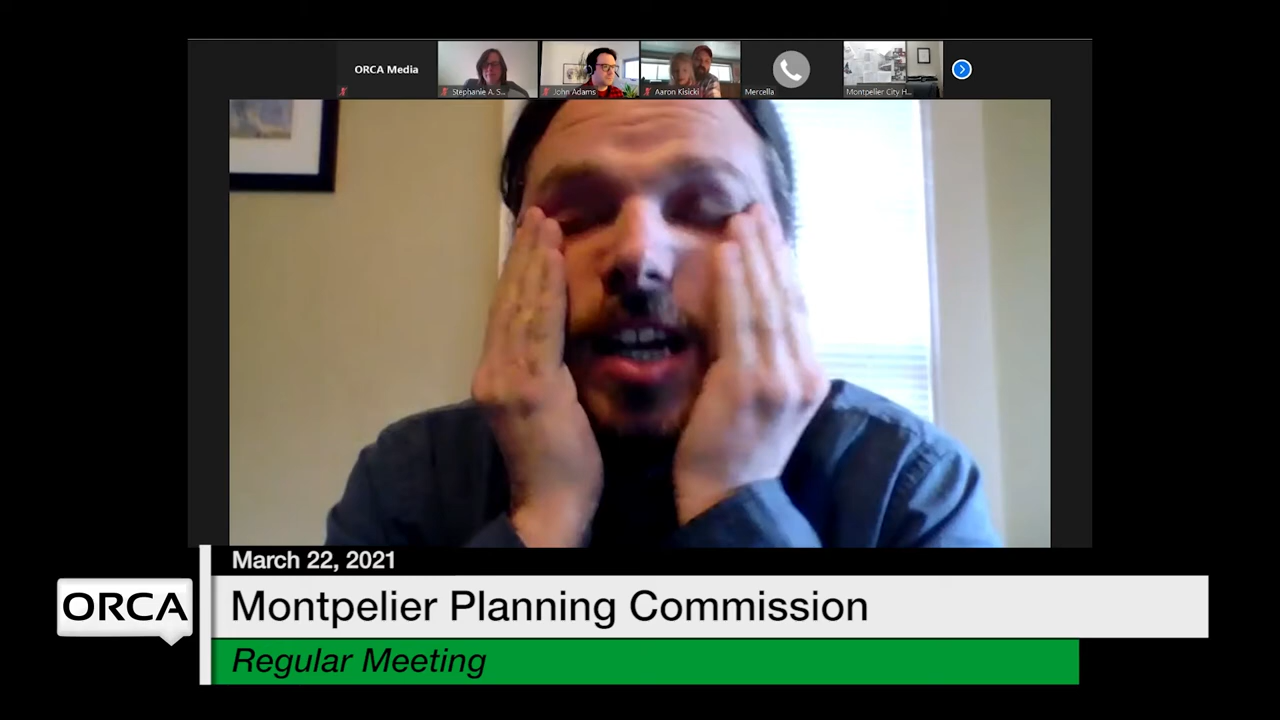 ORCA Media
Stephanie A. S...
John Adams
Aaron Kisicki
Mercella
Montpelier City H...
March 22, 2021
ORCA
Montpelier Planning Commission
Regular Meeting